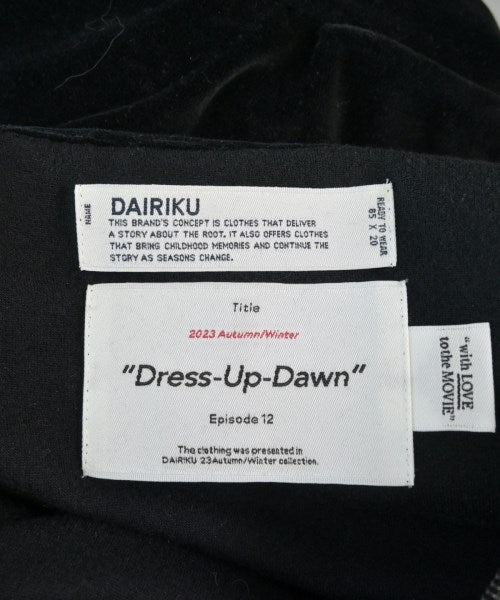 NAME
DAIRIKU
THIS BRAND'S CONCEPT IS CLOTHES THAT DELIVER
A STORY ABOUT THE ROOT. IT ALSO OFFERS CLOTHES
THAT BRING CHILDHOOD MEMORIES AND CONTINUE THE
STORY AS SEASONS CHANGE.
READY TO WEAR
85 X 20
Title
2023 Autumn/Winter
"Dress-Up-Dawn"
Episode 12
The clothing was presented in
DAIRIKU 23Autumn/Winter collection.
"with LOVE
to the MOVIE"